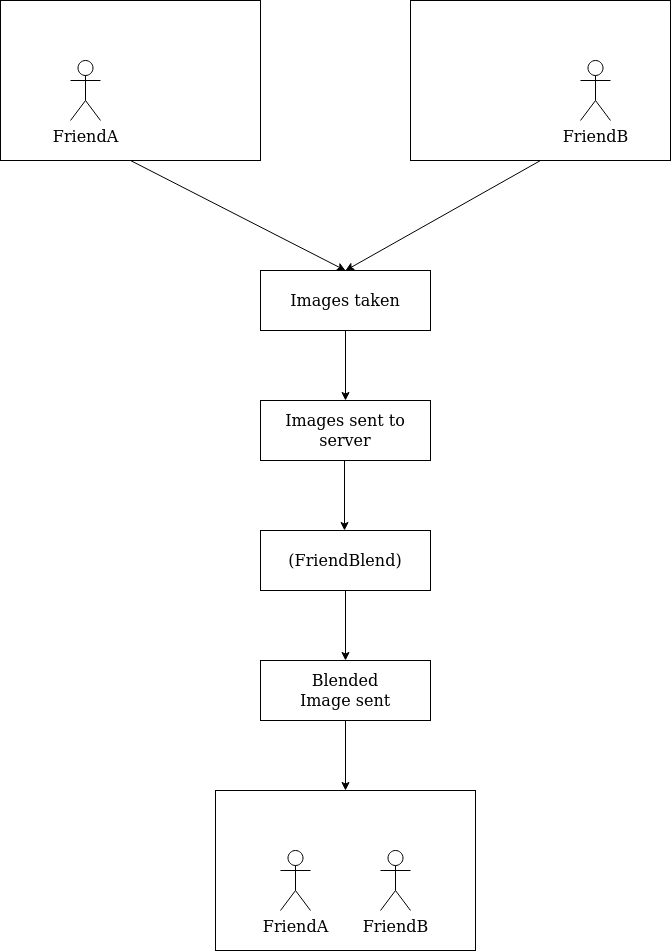 FriendA
FriendB
Images taken
Images sent to
server
(FriendBlend)
Blended
Image sent
FriendA
FriendB